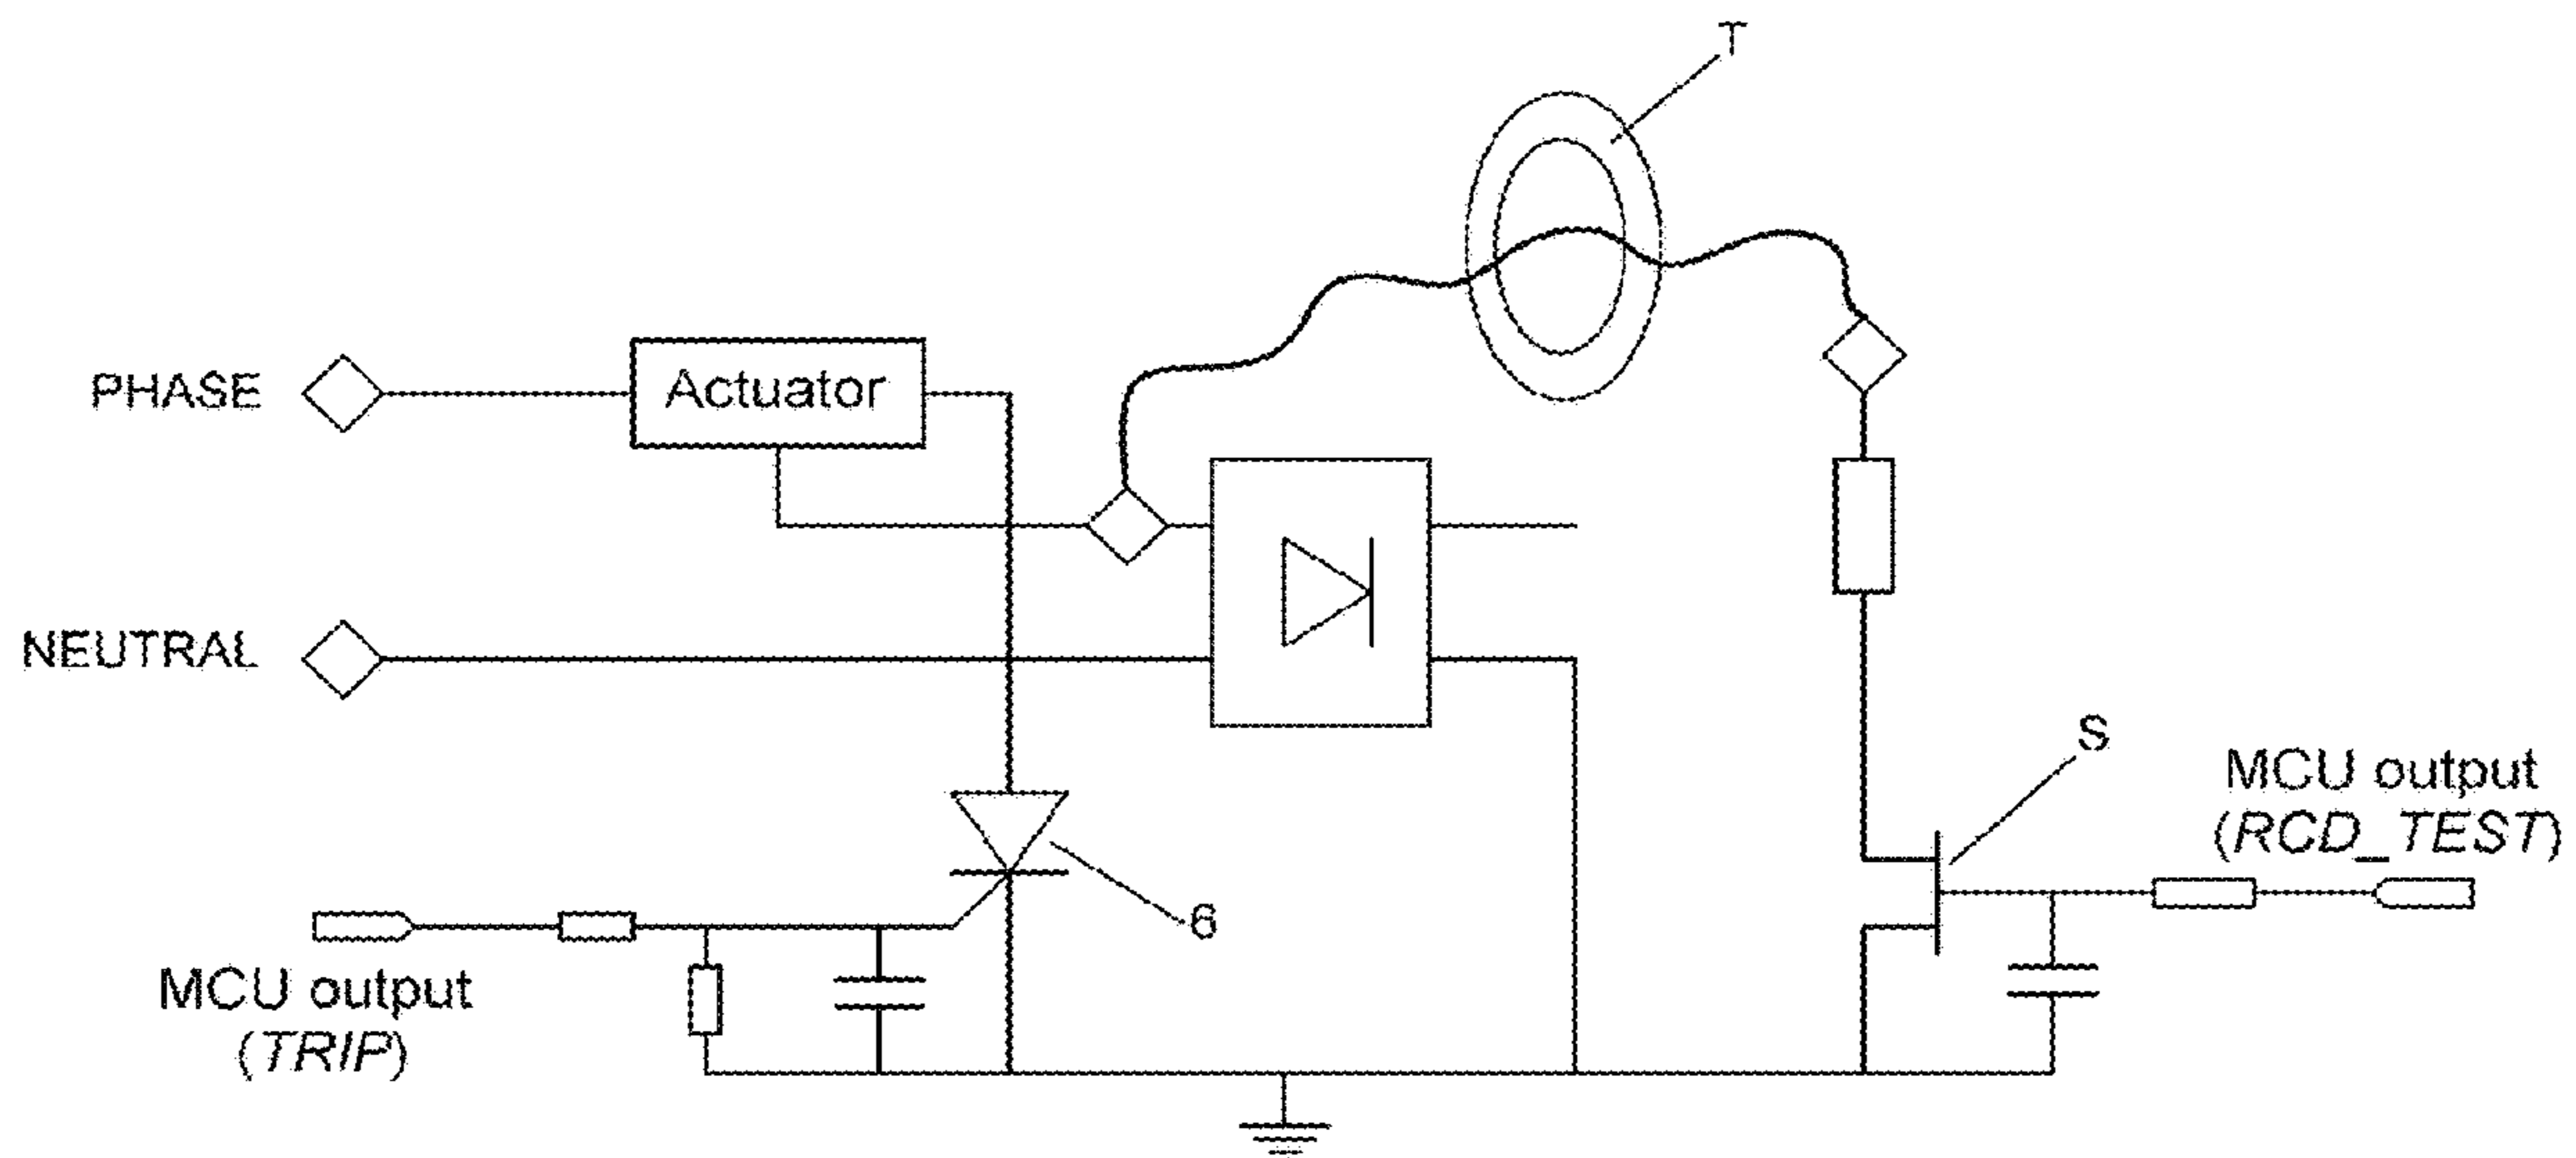 T
PHASE
Actuator
NEUTRAL
S
MCU output
(RCD_TEST)
6
MCU output
(TRIP)